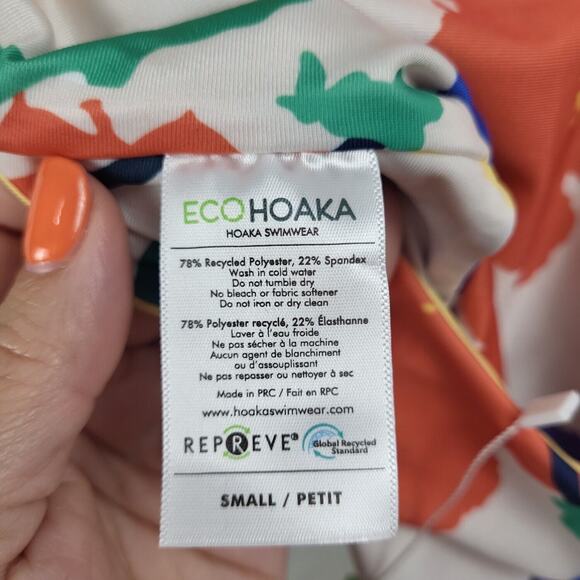 ECOHOAKA
HOAKA SWIMWEAR
78% Recycled Polyester, 22% Spandex
Wash in cold water
Do not tumble dry
No bleach or fabric softener
Do not iron or dry clean
78% Polyester recyclé, 22% Élasthanne
Laver à l'eau froide
Ne pas sécher à la machine
Aucun agent de blanchiment
ou d'assouplissant
Ne pas repasser ou nettoyer à sec
Made in PRC / Fait en RPC
www.hoakaswimwear.com
REPREVE®
Global Recycled
Standard
SMALL / PETIT